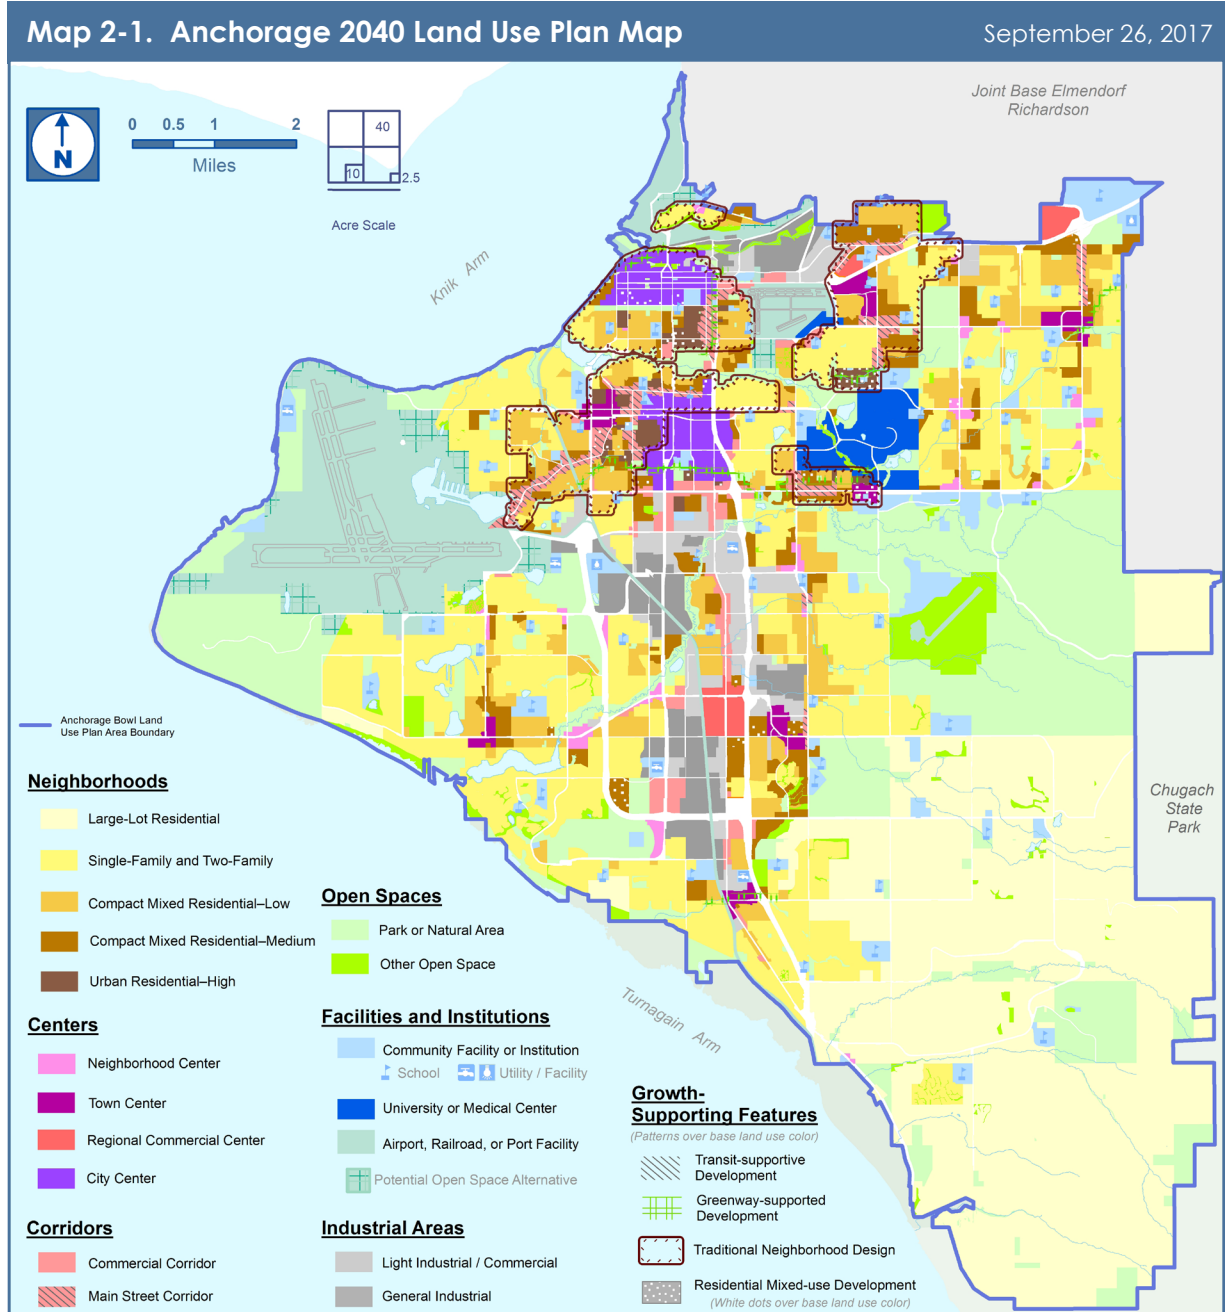 Map 2-1. Anchorage 2040 Land Use Plan Map
September 26, 2017
Joint Base Elmendorf
Richardson
N
0 0.5 1 2
Miles
40
10
2.5
Acre Scale
Knik Arm
Anchorage Bowl Land
Use Plan Area Boundary
Chugach
State
Park
Turnagain Arm
Neighborhoods
Large-Lot Residential
Single-Family and Two-Family
Compact Mixed Residential–Low
Compact Mixed Residential–Medium
Urban Residential–High
Centers
Neighborhood Center
Town Center
Regional Commercial Center
City Center
Corridors
Commercial Corridor
Main Street Corridor
Open Spaces
Park or Natural Area
Other Open Space
Facilities and Institutions
Community Facility or Institution
School
Utility / Facility
University or Medical Center
Airport, Railroad, or Port Facility
Potential Open Space Alternative
Industrial Areas
Light Industrial / Commercial
General Industrial
Growth-
Supporting Features
(Patterns over base land use color)
Transit-supportive
Development
Greenway-supported
Development
Traditional Neighborhood Design
Residential Mixed-use Development
(White dots over base land use color)